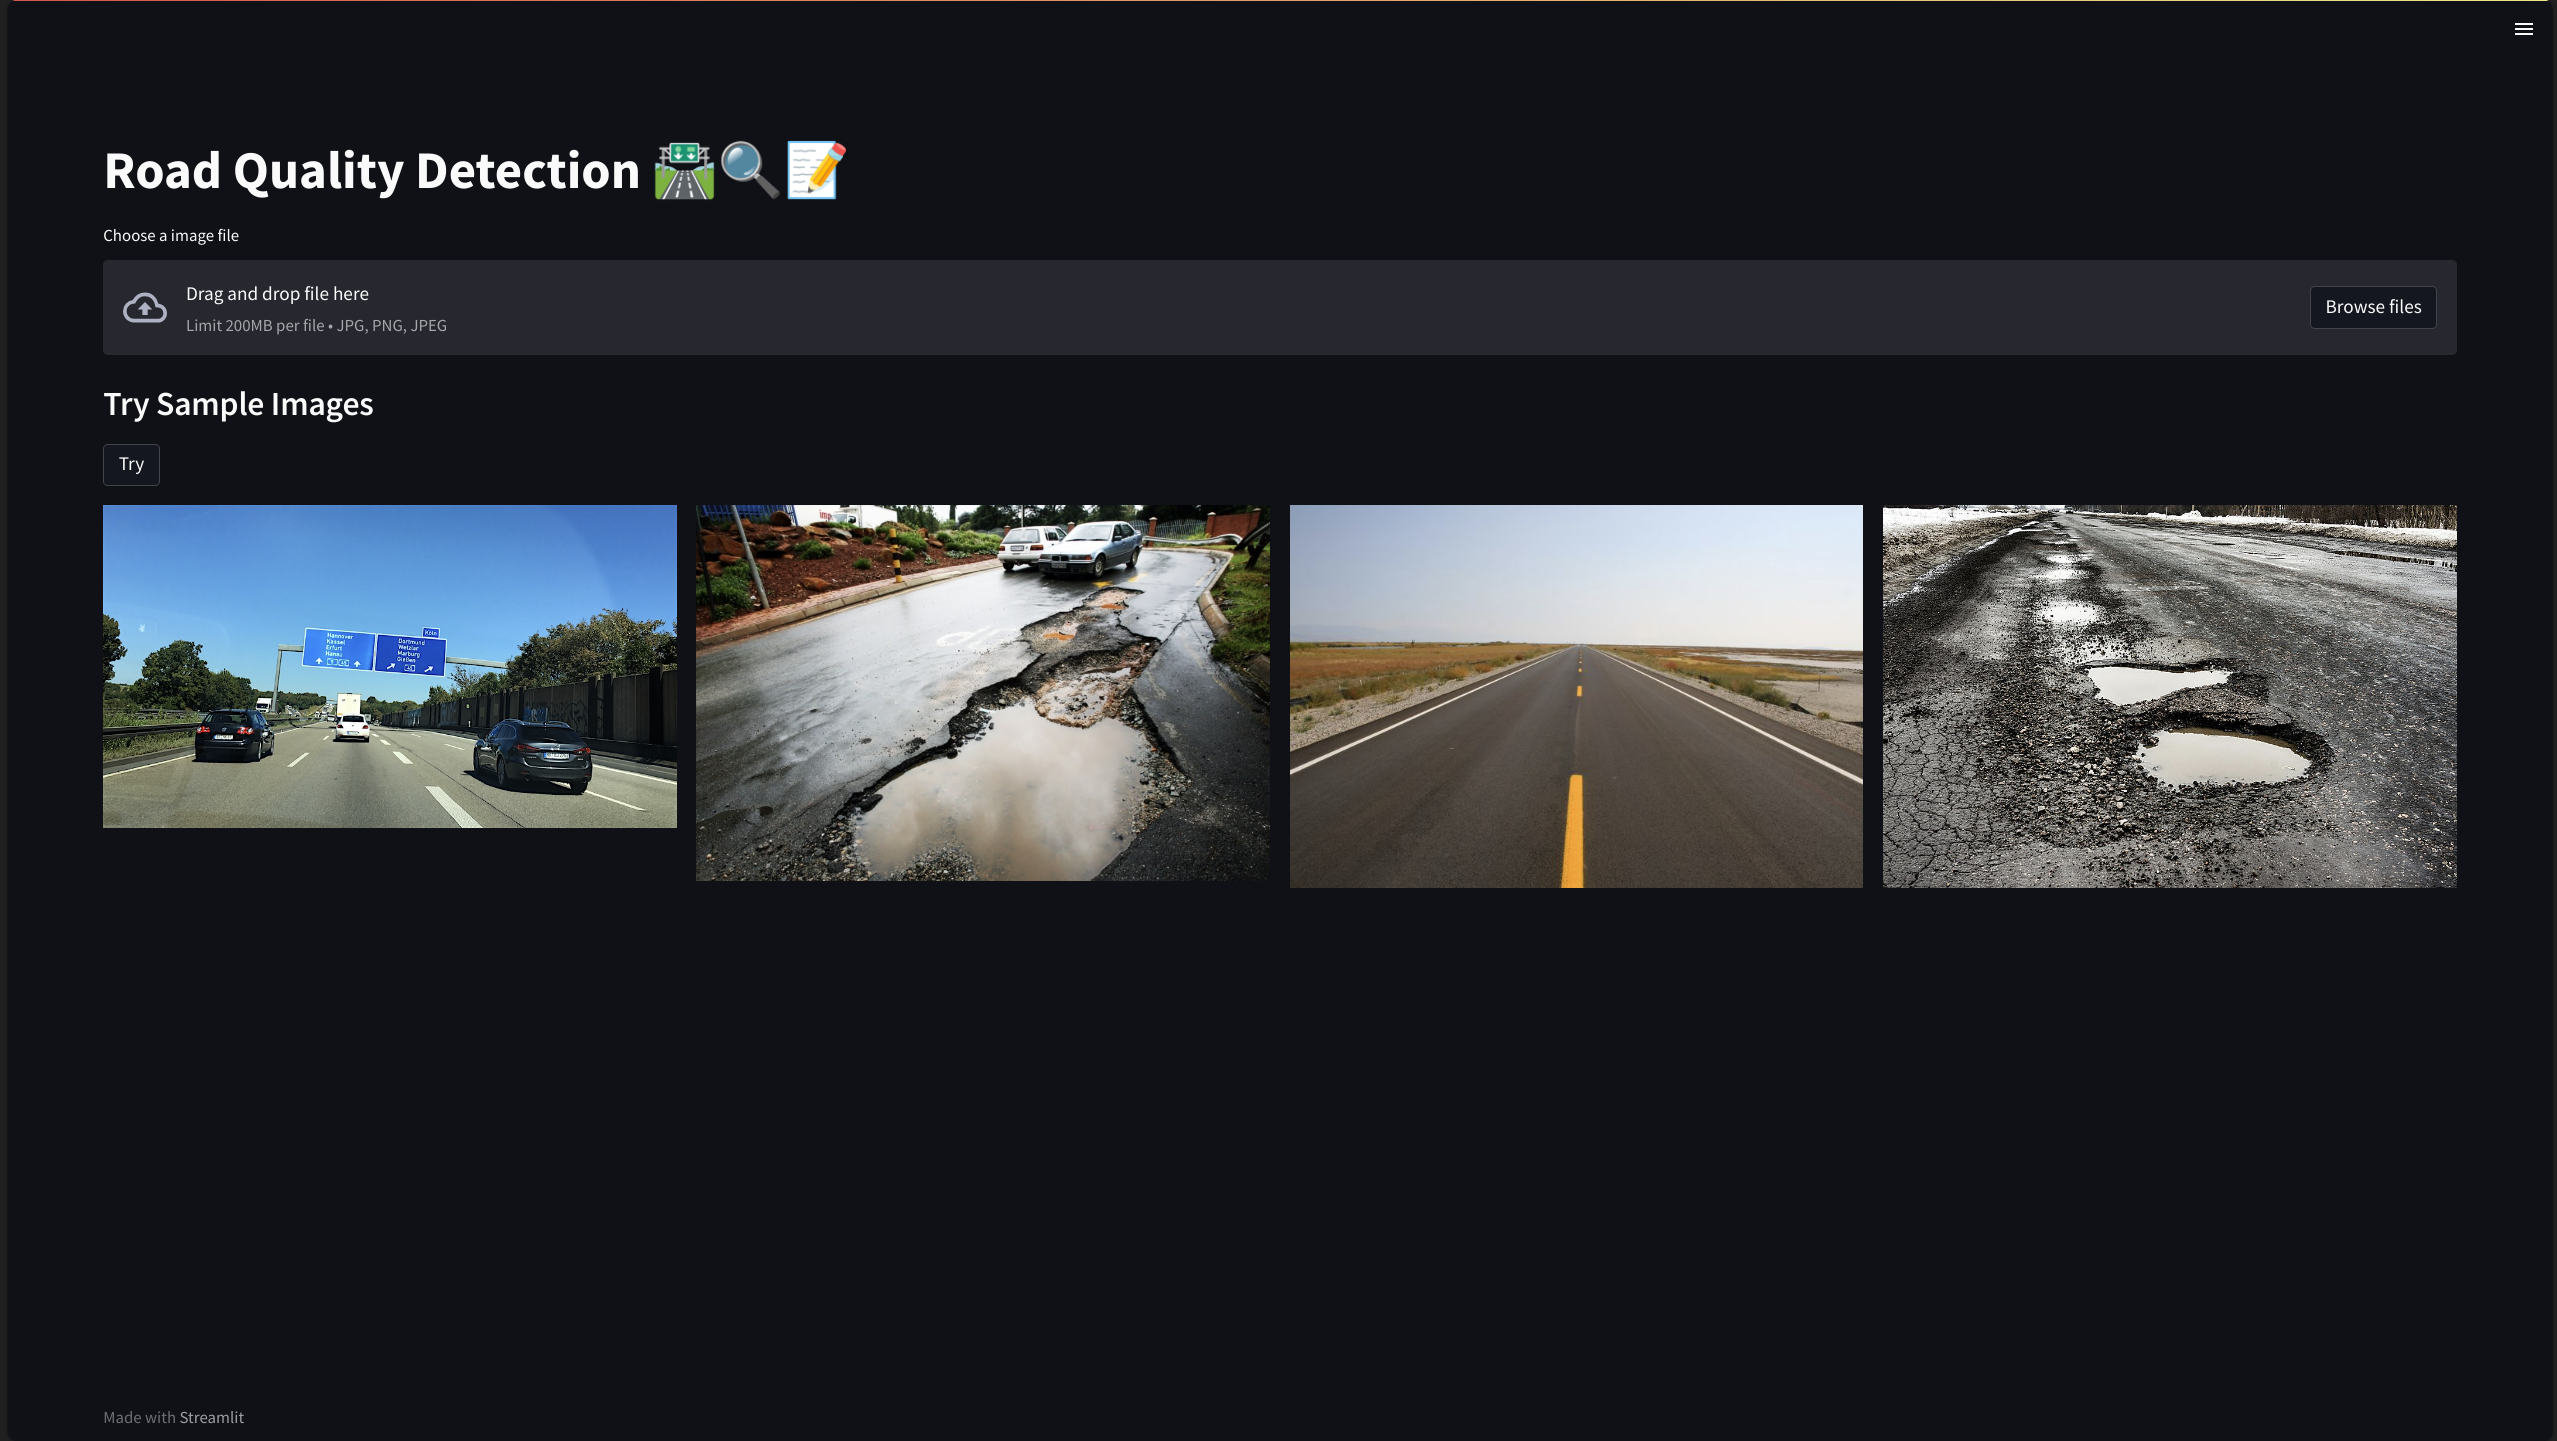 Road Quality Detection
Choose a image file
Drag and drop file here
Limit 200MB per file • JPG, PNG, JPEG
Browse files
Try Sample Images
Try
Hannover
Kassel
Erfurt
Hanau
Köln
Dortmund
Wetzlar
Marburg
Gießen
Made with Streamlit